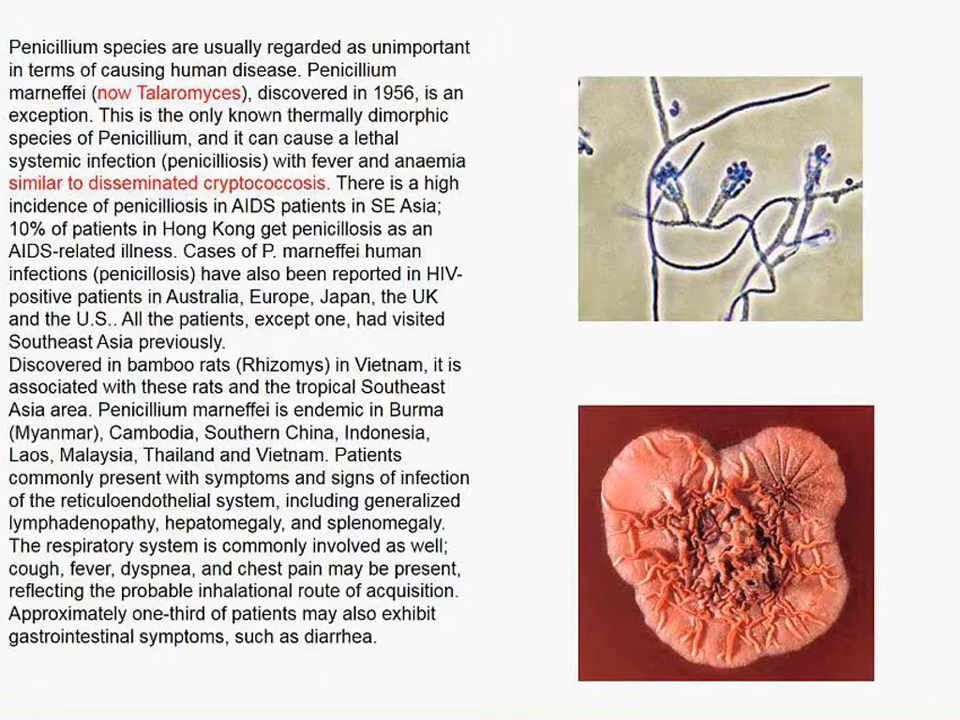 Penicillium species are usually regarded as unimportant
in terms of causing human disease. Penicillium
marneffei (now Talaromyces), discovered in 1956, is an
exception. This is the only known thermally dimorphic
species of Penicillium, and it can cause a lethal
systemic infection (penicilliosis) with fever and anaemia
similar to disseminated cryptococcosis. There is a high
incidence of penicilliosis in AIDS patients in SE Asia;
10% of patients in Hong Kong get penicillosis as an
AIDS-related illness. Cases of P. marneffei human
infections (penicillosis) have also been reported in HIV-
positive patients in Australia, Europe, Japan, the UK
and the U.S.. All the patients, except one, had visited
Southeast Asia previously.
Discovered in bamboo rats (Rhizomys) in Vietnam, it is
associated with these rats and the tropical Southeast
Asia area. Penicillium marneffei is endemic in Burma
(Myanmar), Cambodia, Southern China, Indonesia,
Laos, Malaysia, Thailand and Vietnam. Patients
commonly present with symptoms and signs of infection
of the reticuloendothelial system, including generalized
lymphadenopathy, hepatomegaly, and splenomegaly.
The respiratory system is commonly involved as well;
cough, fever, dyspnea, and chest pain may be present,
reflecting the probable inhalational route of acquisition.
Approximately one-third of patients may also exhibit
gastrointestinal symptoms, such as diarrhea.